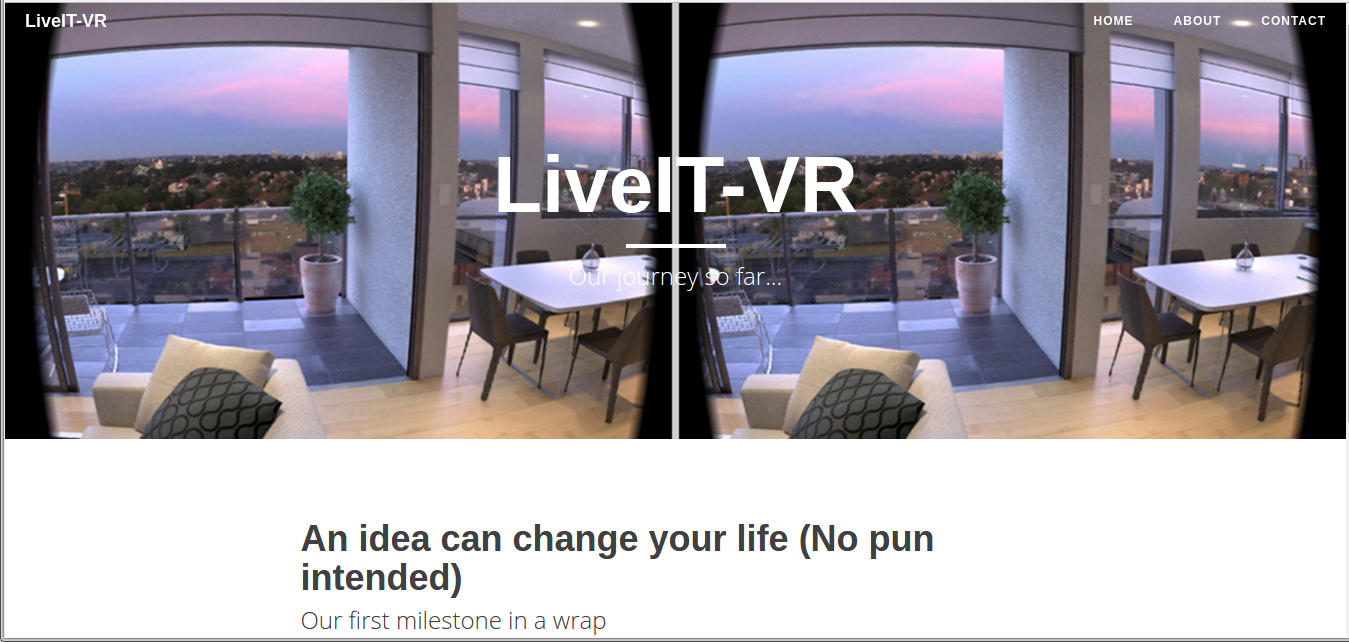 LiveIT-VR
HOME ABOUT CONTACT
LiveIT-VR
Our journey so far...
An idea can change your life (No pun
intended)
Our first milestone in a wrap